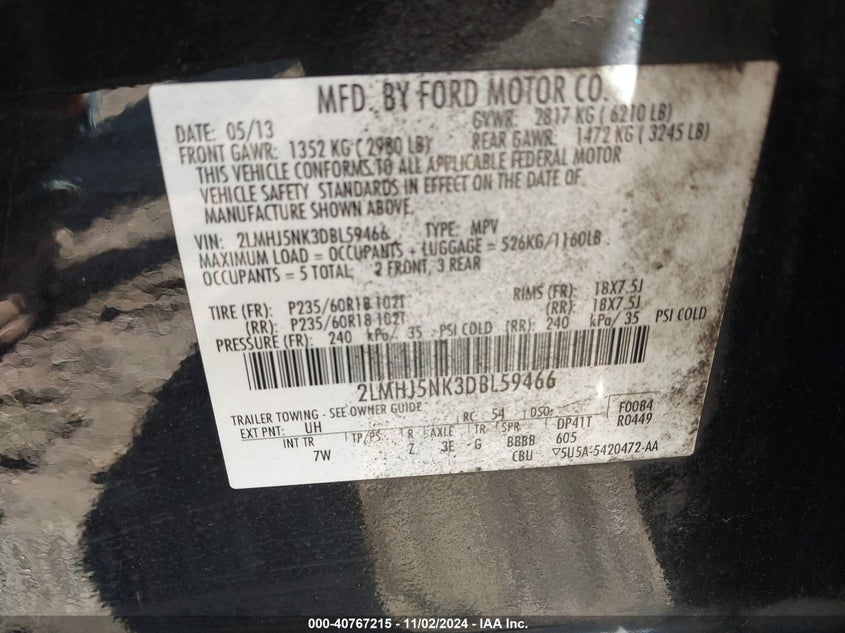 MFD. BY FORD MOTOR CO.
DATE: 05/13 GVWR: 2817 KG ( 6210 LB)
FRONT GAWR: 1352 KG ( 2980 LB) REAR GAWR: 1472 KG ( 3245 LB)
THIS VEHICLE CONFORMS TO ALL APPLICABLE FEDERAL MOTOR
VEHICLE SAFETY STANDARDS IN EFFECT ON THE DATE OF
MANUFACTURE SHOWN ABOVE.
VIN: 2LMHJ5NK3DBL59466 TYPE: MPV
MAXIMUM LOAD = OCCUPANTS + LUGGAGE = 526KG/1160LB
OCCUPANTS = 5 TOTAL, 2 FRONT, 3 REAR
TIRE (FR): P235/60R18 102T RIMS (FR): 18X7.5J
(RR): P235/60R18 102T (RR): 18X7.5J
PRESSURE (FR): 240 kPa/ 35 PSI COLD (RR): 240 kPa/ 35 PSI COLD
2LMHJ5NK3DBL59466
TRAILER TOWING - SEE OWNER GUIDE RC: 54 DSO: F00B4
EXT PNT: UH R0449
INT TR TP/PS R AXLE TR SPR DP41T
7W Z 3E G BBBB 605
CBU ▽5U5A-5420472-AA
000-40767215 - 11/02/2024 - IAA Inc.